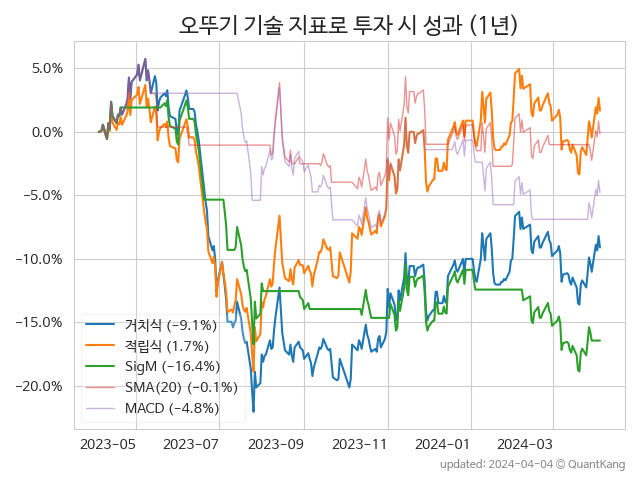 오뚜기 기술 지표로 투자 시 성과 (1년)
5.0%
0.0%
−5.0%
−10.0%
−15.0%
−20.0%
거치식 (−9.1%)
적립식 (1.7%)
SigM (−16.4%)
SMA(20) (−0.1%)
MACD (−4.8%)
2023−05
2023−07
2023−09
2023−11
2024−01
2024−03
updated: 2024−04−04 © QuantKang